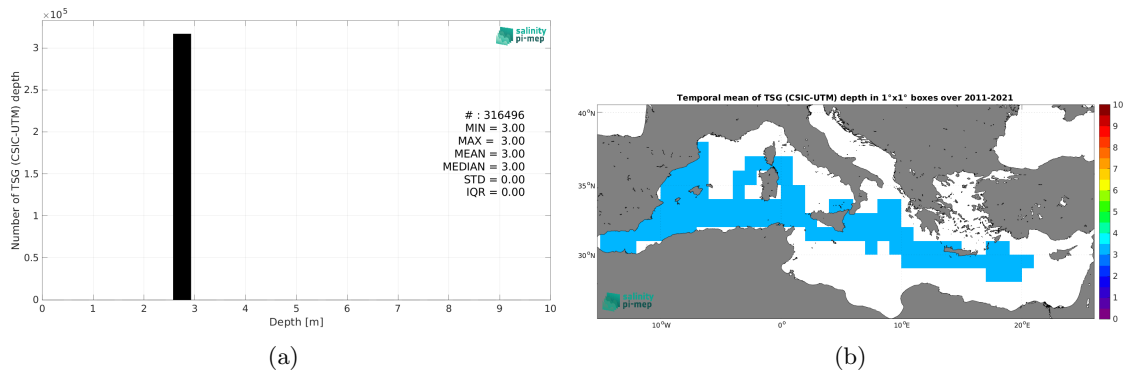 ×10⁵
3
2.5
2
1.5
1
0.5
0
Number of TSG (CSIC-UTM) depth
salinity
pi-mep
# : 316496
MIN = 3.00
MAX = 3.00
MEAN = 3.00
MEDIAN = 3.00
STD = 0.00
IQR = 0.00
0 1 2 3 4 5 6 7 8 9 10
Depth [m]
(a)
Temporal mean of TSG (CSIC-UTM) depth in 1°x1° boxes over 2011-2021
40°N
35°N
30°N
salinity
pi-mep
10°W 0° 10°E 20°E
10
9
8
7
6
5
4
3
2
1
0
(b)